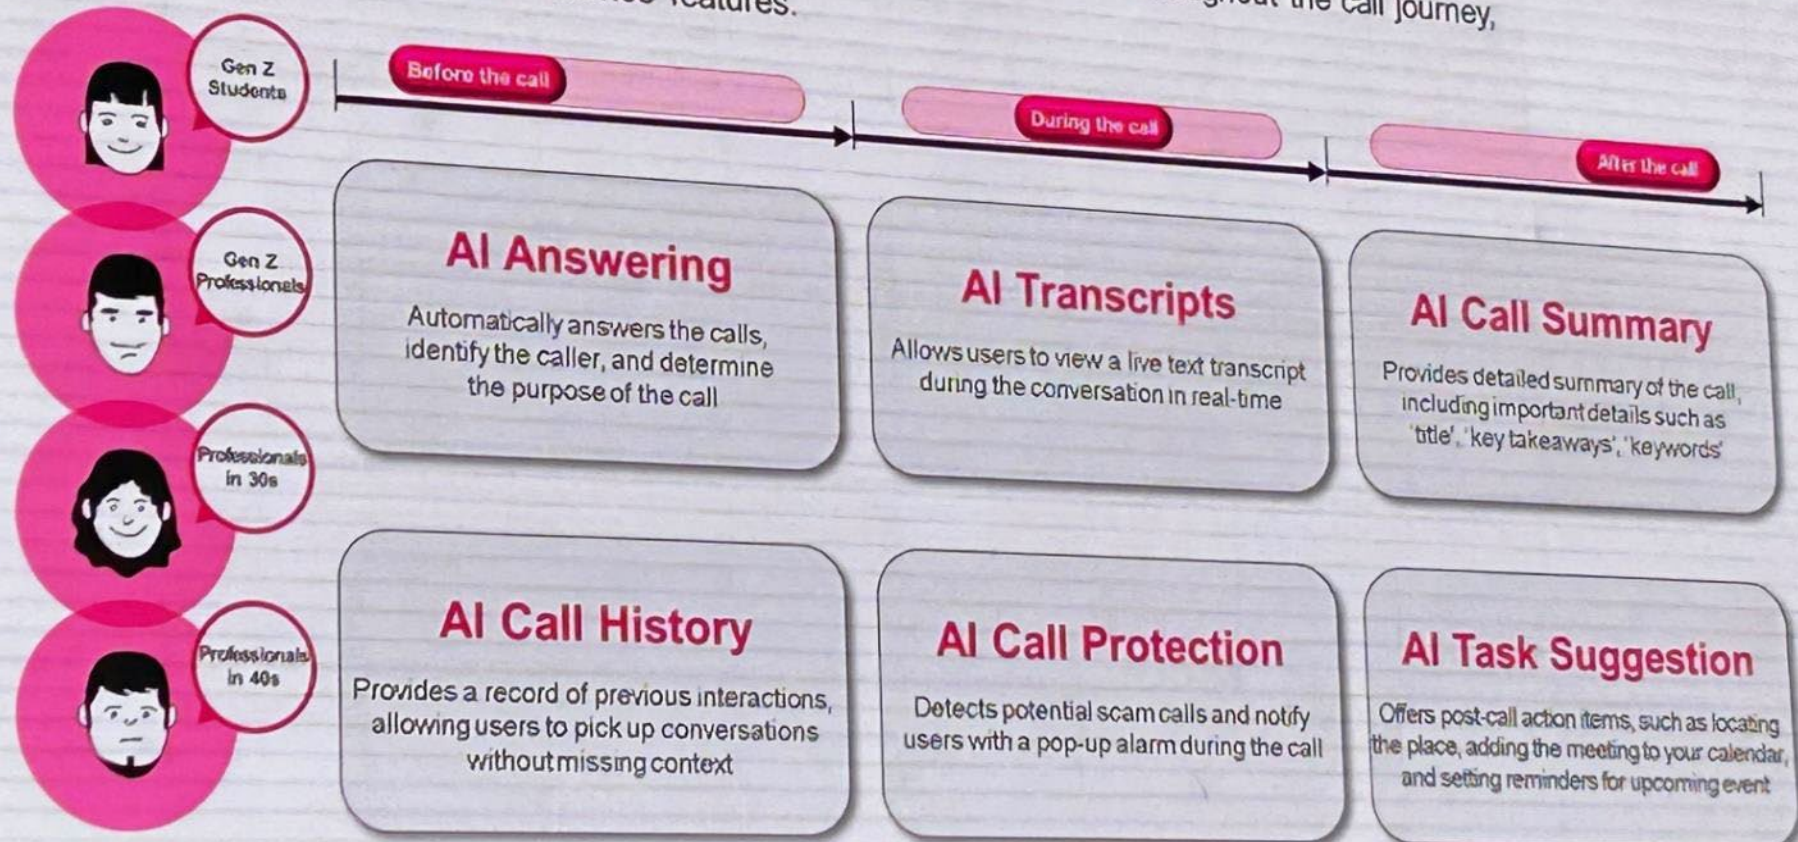 features.
the call journey,
Gen Z
Students
Before the call
During the call
After the call
Gen Z
Professionals
Professionals
in 30s
Professionals
in 40s
AI Answering
Automatically answers the calls,
identify the caller, and determine
the purpose of the call
AI Transcripts
Allows users to view a live text transcript
during the conversation in real-time
AI Call Summary
Provides detailed summary of the call,
including important details such as
'title', 'key takeaways', 'keywords'
AI Call History
Provides a record of previous interactions,
allowing users to pick up conversations
without missing context
AI Call Protection
Detects potential scam calls and notify
users with a pop-up alarm during the call
AI Task Suggestion
Offers post-call action items, such as locating
the place, adding the meeting to your calendar,
and setting reminders for upcoming event